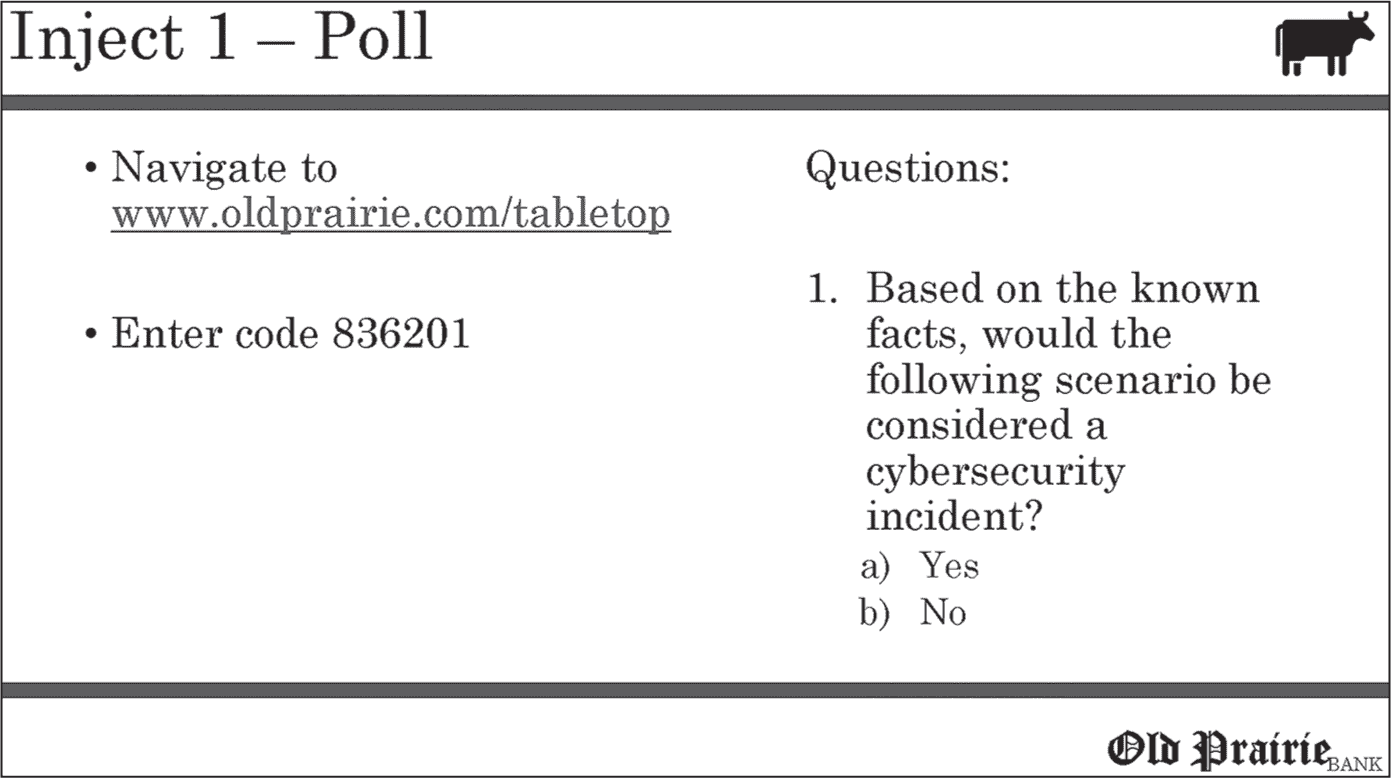 Inject 1 – Poll
• Navigate to
www.oldprairie.com/tabletop
• Enter code 836201
Questions:
1. Based on the known
facts, would the
following scenario be
considered a
cybersecurity
incident?
a) Yes
b) No
Old Prairie BANK